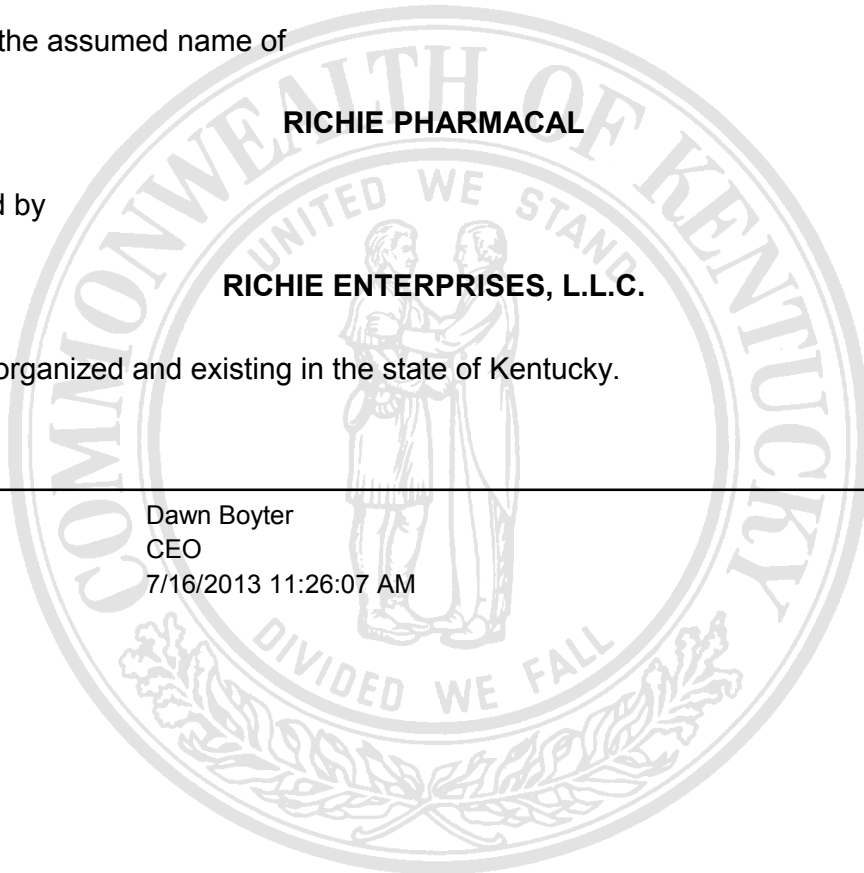 the assumed name of
RICHIE PHARMACAL
d by
RICHIE ENTERPRISES, L.L.C.
organized and existing in the state of Kentucky.
Dawn Boyter
CEO
7/16/2013 11:26:07 AM
COMMONWEALTH OF KENTUCKY
UNITED WE STAND
DIVIDED WE FALL